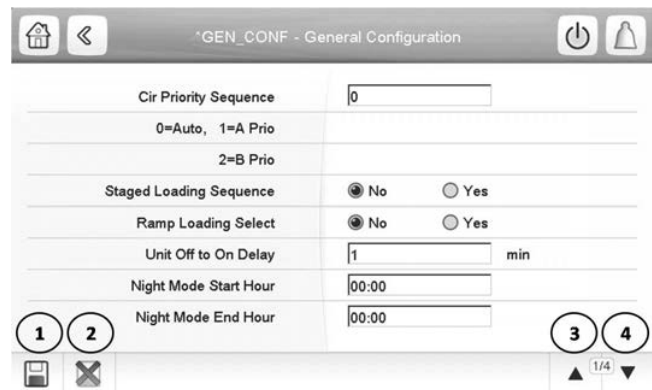 ^GEN_CONF - General Configuration
Cir Priority Sequence 0
0=Auto, 1=A Prio
2=B Prio
Staged Loading Sequence No Yes
Ramp Loading Select No Yes
Unit Off to On Delay 1 min
Night Mode Start Hour 00:00
Night Mode End Hour 00:00
1 2 3 4
1/4